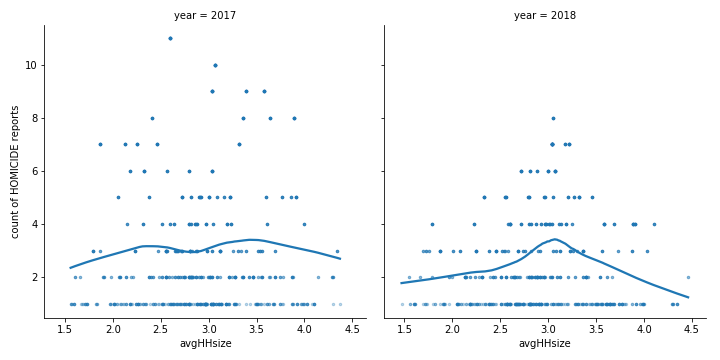 year = 2017
year = 2018
count of HOMICIDE reports
10
8
6
4
2
1.5 2.0 2.5 3.0 3.5 4.0 4.5
1.5 2.0 2.5 3.0 3.5 4.0 4.5
avgHHsize
avgHHsize